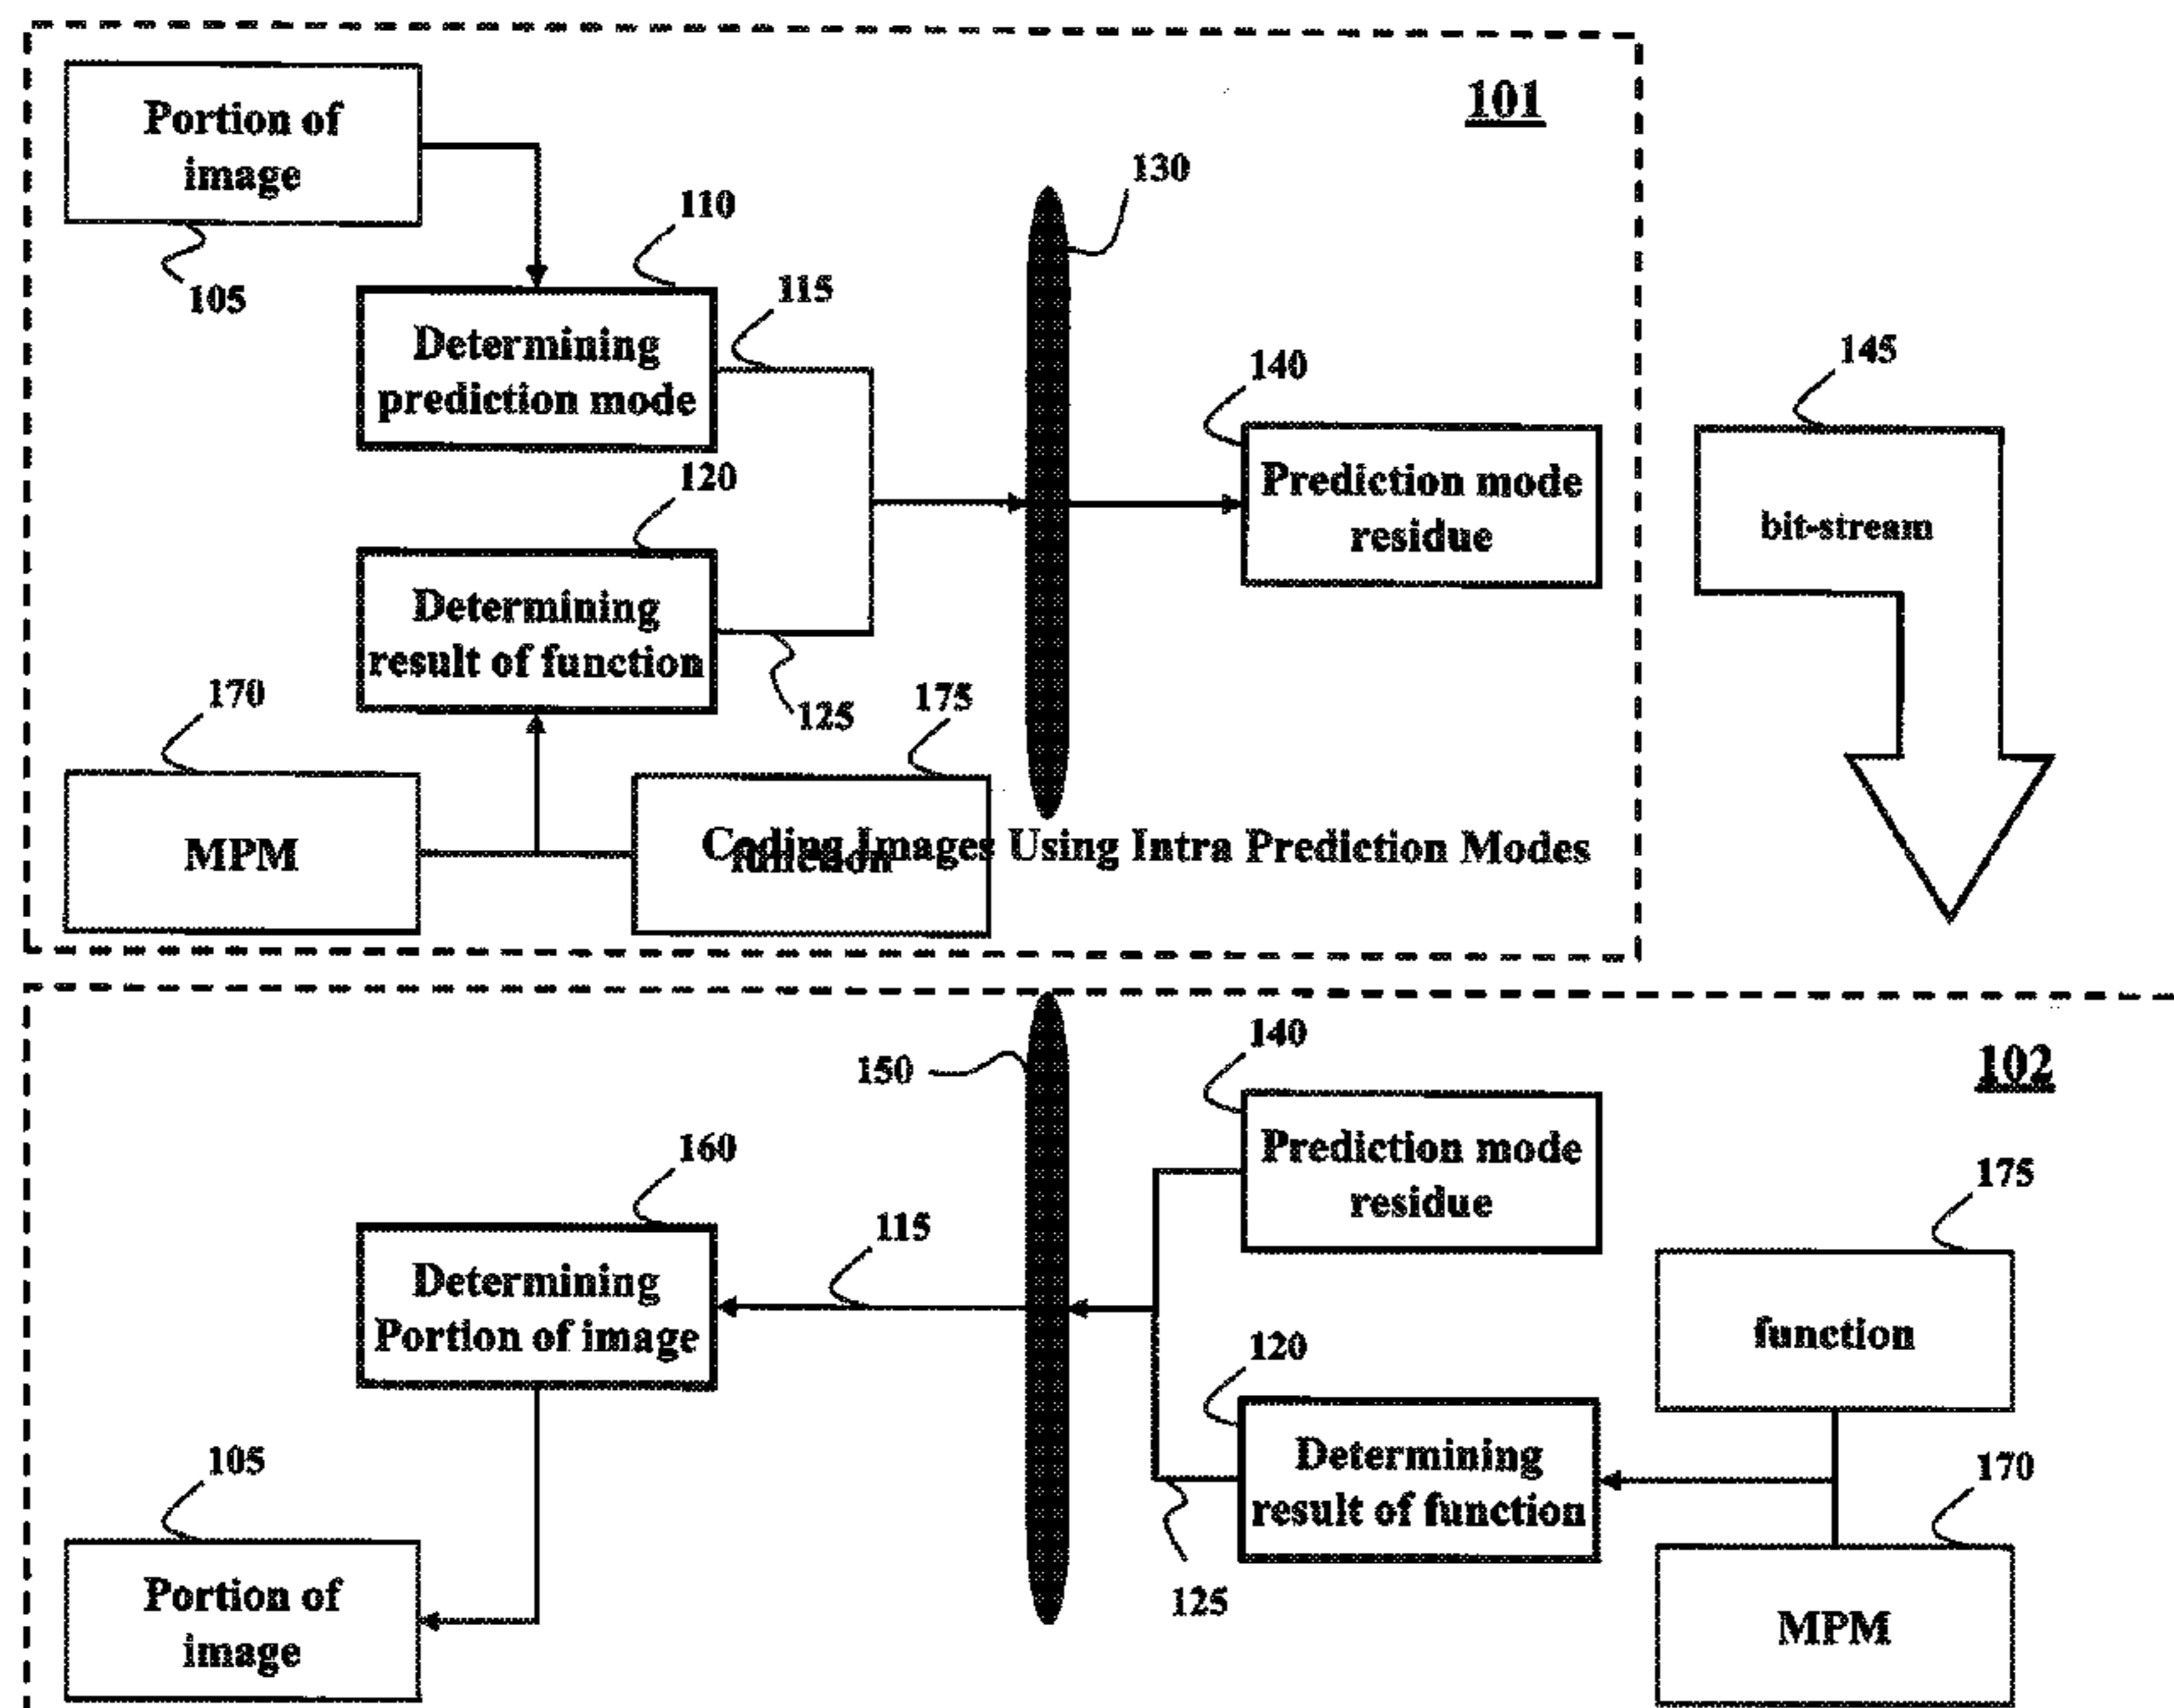 101
Portion of
image
105
110
130
Determining
prediction mode
115
140
Prediction mode
residue
145
bit-stream
120
Determining
result of function
125
170
MPM
175
function
Coding Images Using Intra Prediction Modes
102
150
140
Prediction mode
residue
160
Determining
Portion of image
115
175
function
120
Determining
result of function
125
170
MPM
105
Portion of
image